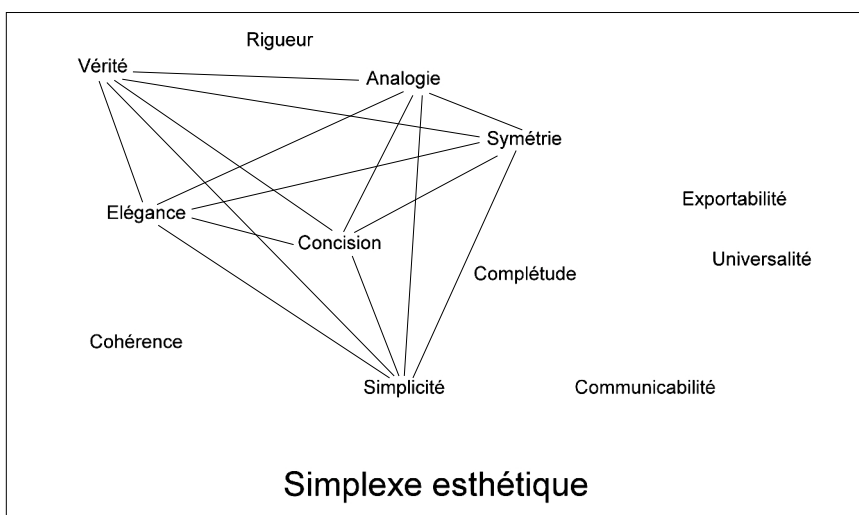 Rigueur
Vérité
Analogie
Symétrie
Exportabilité
Elégance
Concision
Universalité
Complétude
Cohérence
Simplicité
Communicabilité
Simplexe esthétique